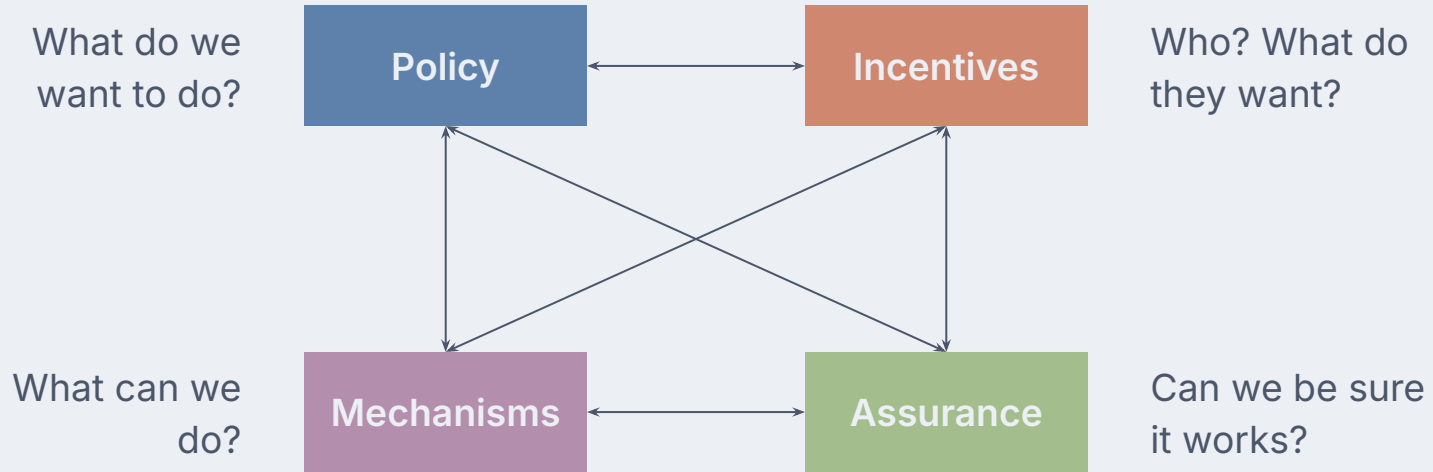 What do we
want to do?
Policy
Incentives
Who? What do
they want?
What can we
do?
Mechanisms
Assurance
Can we be sure
it works?